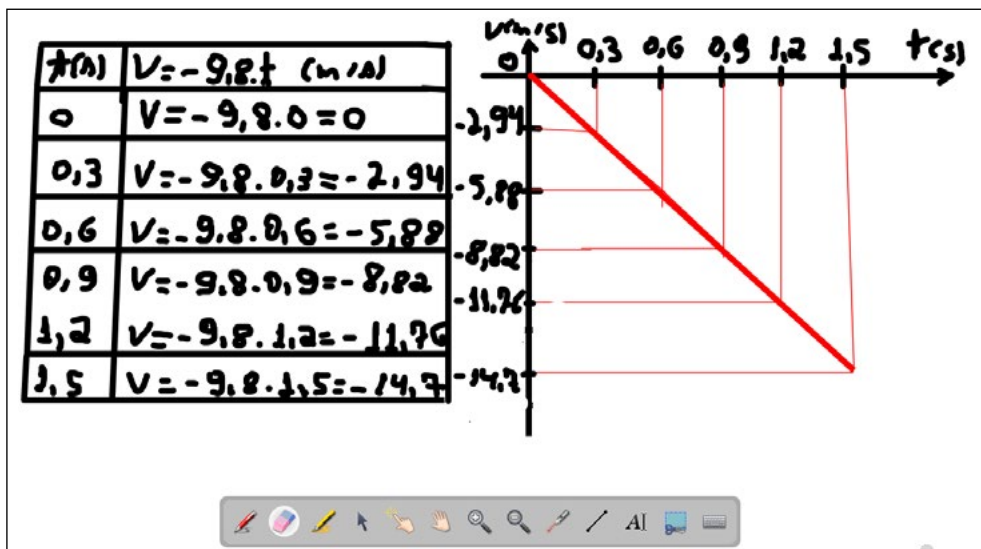 t(s) V=-9,8.t (m/s)
0 V=-9,8.0=0
0,3 V=-9,8.0,3=-2,94
0,6 V=-9,8.0,6=-5,88
0,9 V=-9,8.0,9=-8,82
1,2 V=-9,8.1,2=-11,76
1,5 V=-9,8.1,5=-14,7
V(m/s)
0 0,3 0,6 0,9 1,2 1,5 t(s)
-2,94
-5,88
-8,82
-11,76
-14,7
AI